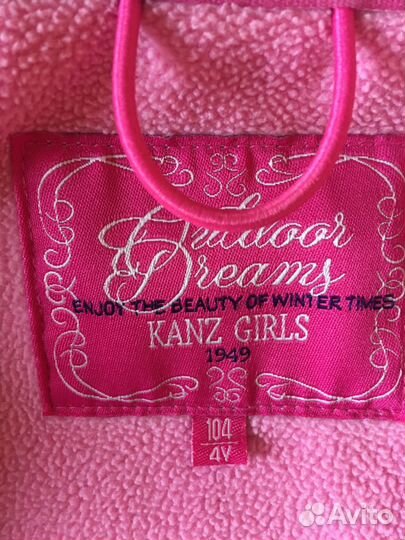 Outdoor
Dreams
ENJOY THE BEAUTY OF WINTER TIMES
KANZ GIRLS
1949
104
4Y
Avito